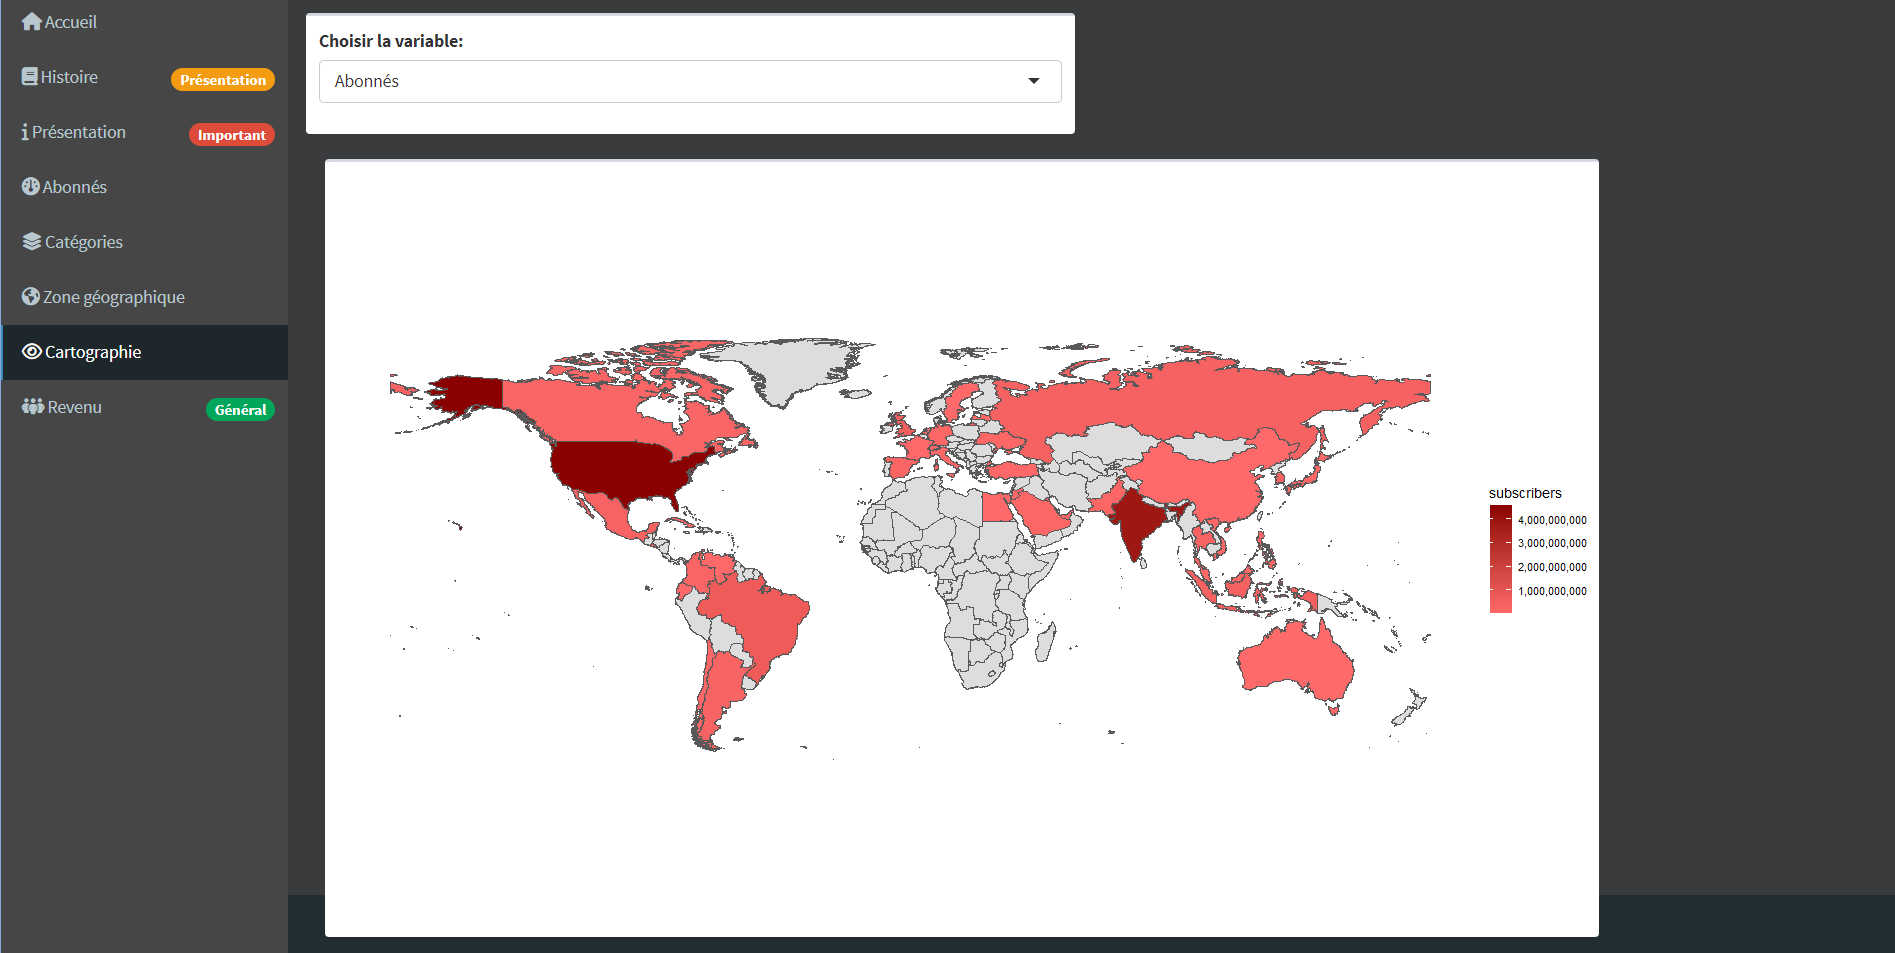 Accueil
Histoire
Présentation
Présentation
Important
Abonnés
Catégories
Zone géographique
Cartographie
Revenu
Général
Choisir la variable:
Abonnés
subscribers
4,000,000,000
3,000,000,000
2,000,000,000
1,000,000,000